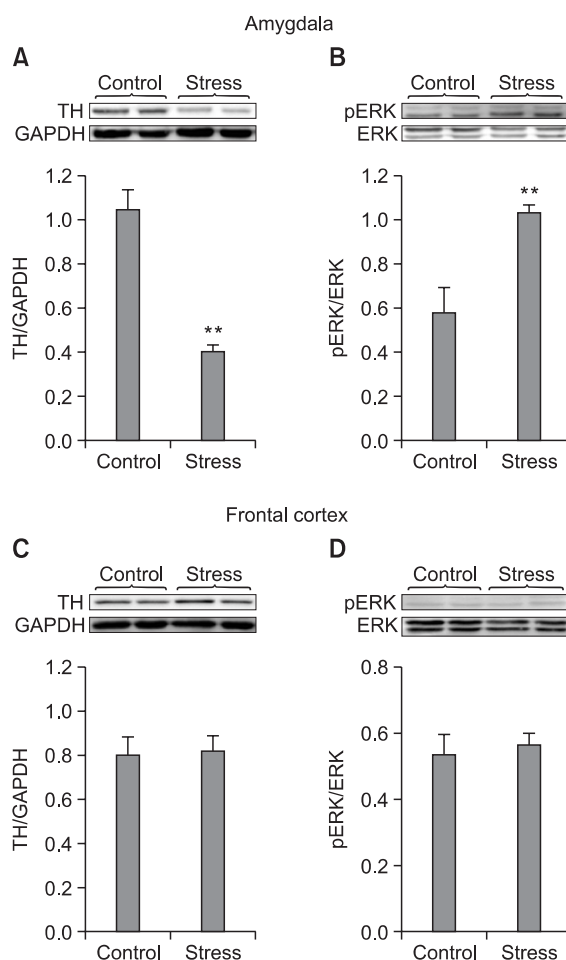 Amygdala
A
Control Stress
TH
GAPDH
1.2
1.0
0.8
0.6
0.4
0.2
0.0
TH/GAPDH
**
Control Stress
B
Control Stress
pERK
ERK
1.2
1.0
0.8
0.6
0.4
0.2
0.0
pERK/ERK
**
Control Stress
Frontal cortex
C
Control Stress
TH
GAPDH
1.2
1.0
0.8
0.6
0.4
0.2
0.0
TH/GAPDH
Control Stress
D
Control Stress
pERK
ERK
0.8
0.6
0.4
0.2
0.0
pERK/ERK
Control Stress